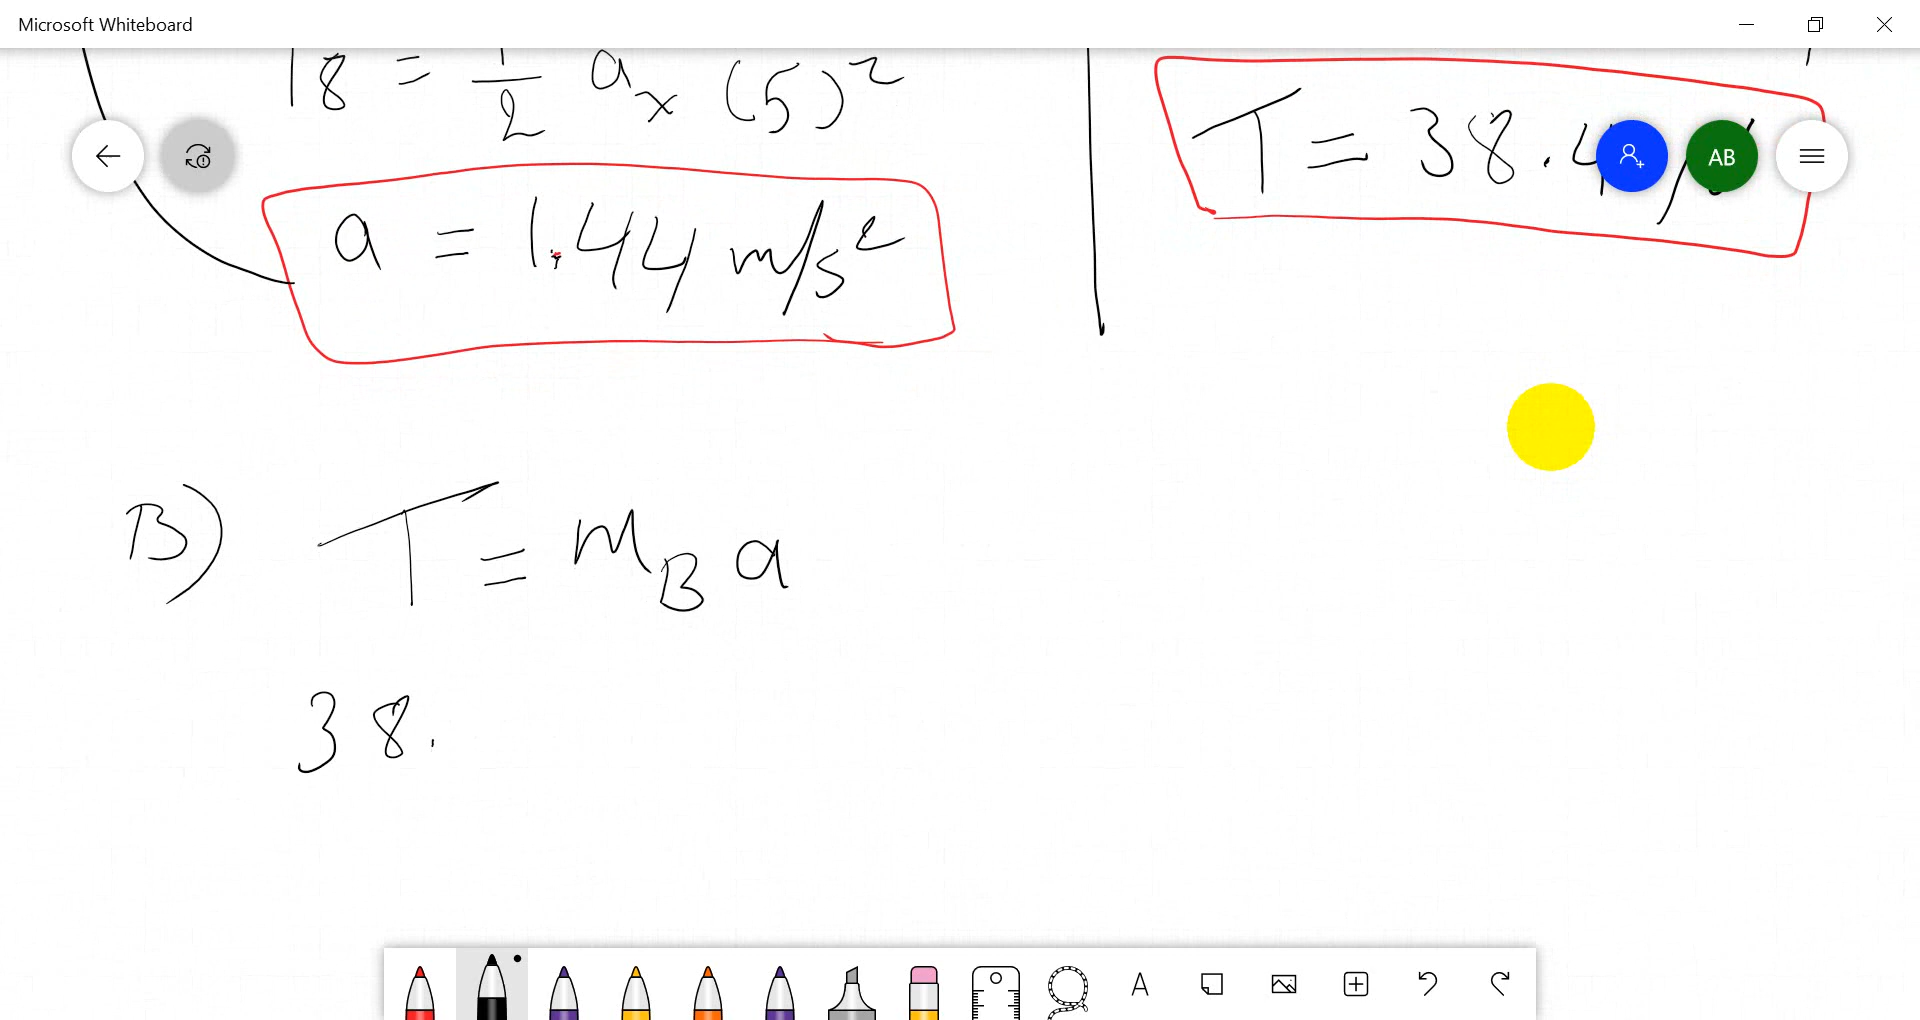 Microsoft Whiteboard
18 = 1/2 ax (5)²
a = 1.44 m/s²
T = 38.4
AB
B) T = mB a
38.
A